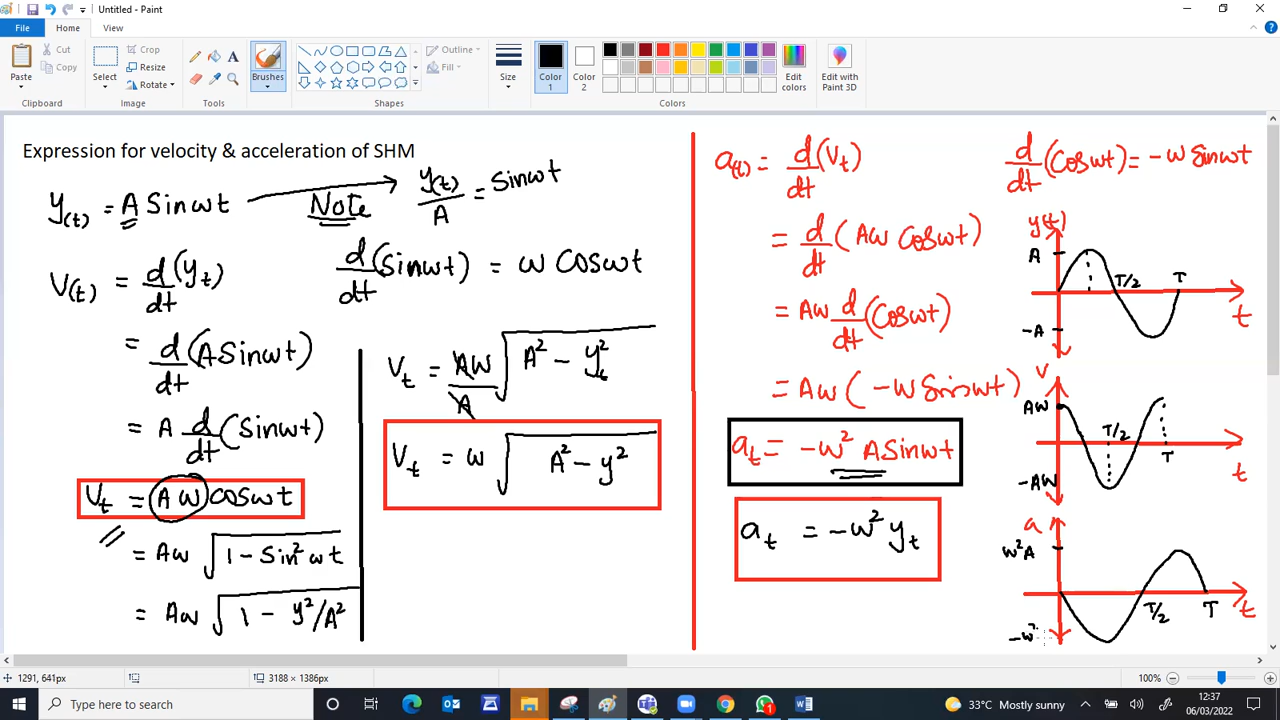 Untitled - Paint
File
Home
View
Paste
Cut
Copy
Clipboard
Select
Crop
Resize
Rotate
Image
Tools
Brushes
Outline
Fill
Shapes
Size
Color 1
Color 2
Edit colors
Edit with Paint 3D
Colors
Expression for velocity & acceleration of SHM
y(t) = A Sinωt
Note
y(t)/A = Sinωt
V(t) = d/dt (yt)
d/dt (Sinωt) = ω Cosωt
= d/dt (A Sinωt)
= A d/dt (Sinωt)
Vt = Aω Cosωt
= Aω √(1 - Sin²ωt)
= Aω √(1 - y²/A²)
Vt = Aω/A √(A² - yt²)
Vt = ω √(A² - y²)
a(t) = d/dt (Vt)
= d/dt (Aω Cosωt)
= Aω d/dt (Cosωt)
= Aω (-ω Sinωt)
at = -ω² A Sinωt
at = -ω² yt
d/dt (Cosωt) = -ω Sinωt
y(t)
A
-A
T/2
T
t
V
Aω
-Aω
T/2
T
t
a
ω²A
-ω²
T/2
T
t
1291, 641px
3188 × 1386px
100%
Type here to search
33°C Mostly sunny
12:37
06/03/2022